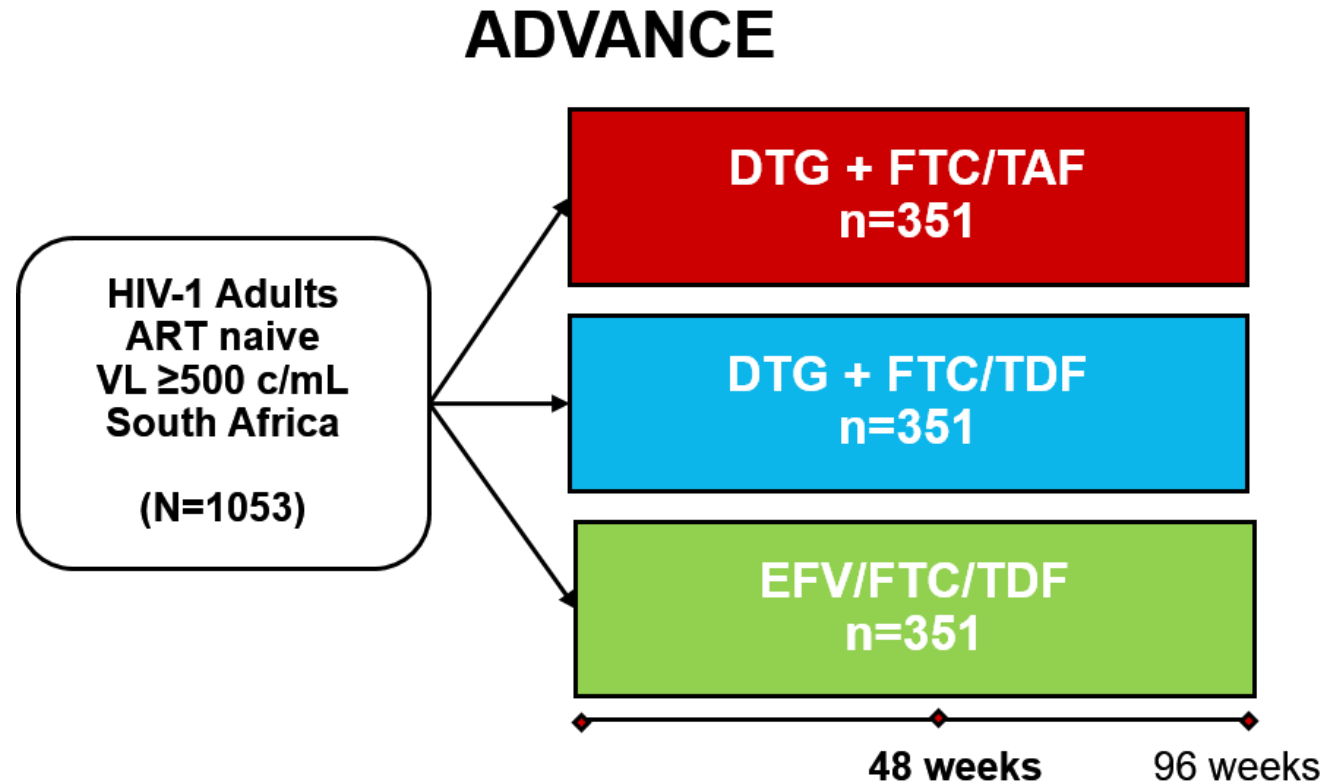 ADVANCE
HIV-1 Adults
ART naive
VL ≥500 c/mL
South Africa
(N=1053)
DTG + FTC/TAF
n=351
DTG + FTC/TDF
n=351
EFV/FTC/TDF
n=351
48 weeks
96 weeks